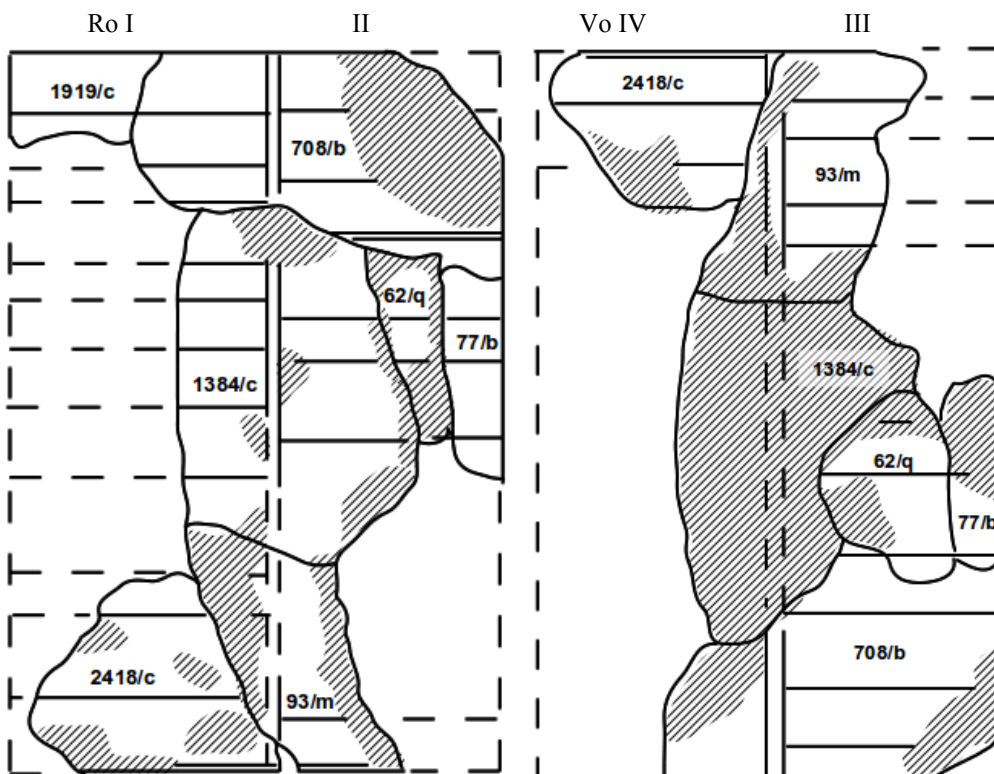 Ro I II Vo IV III
1919/c
708/b
62/q
77/b
1384/c
2418/c
93/m
2418/c
93/m
1384/c
62/q
77/b
708/b